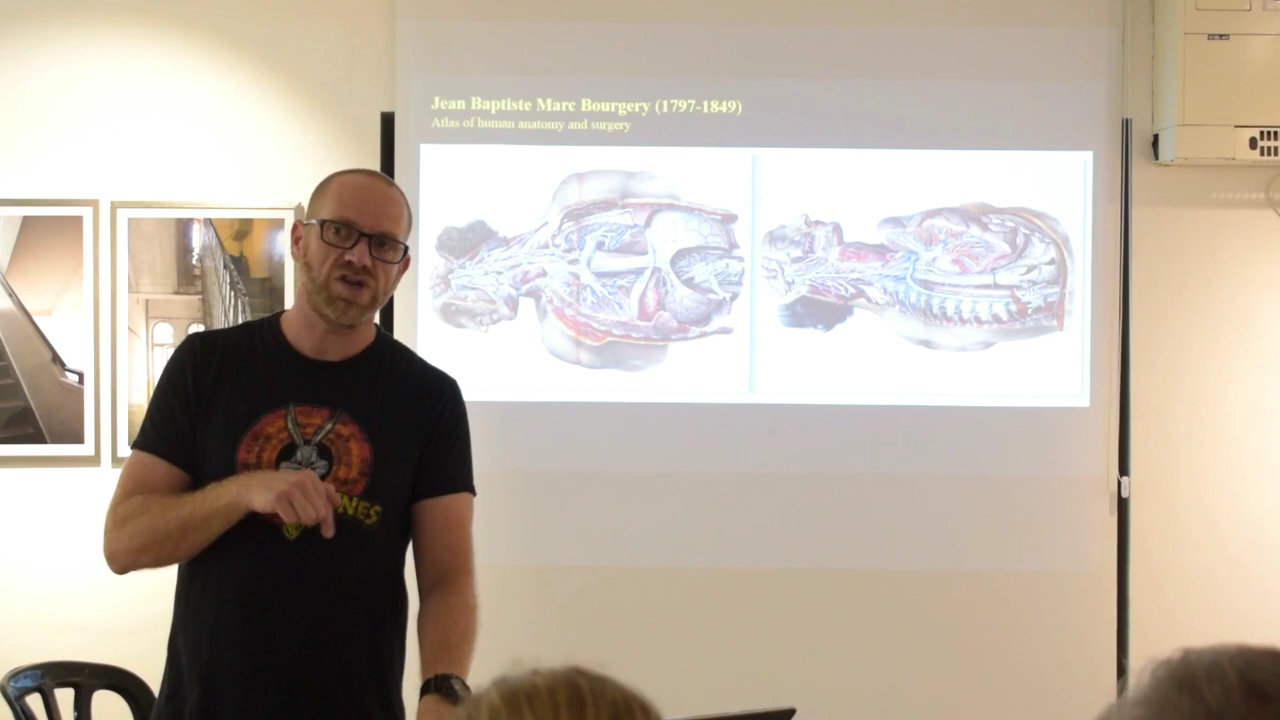 Jean Baptiste Marc Bourgery (1797-1849)
Atlas of human anatomy and surgery
NES